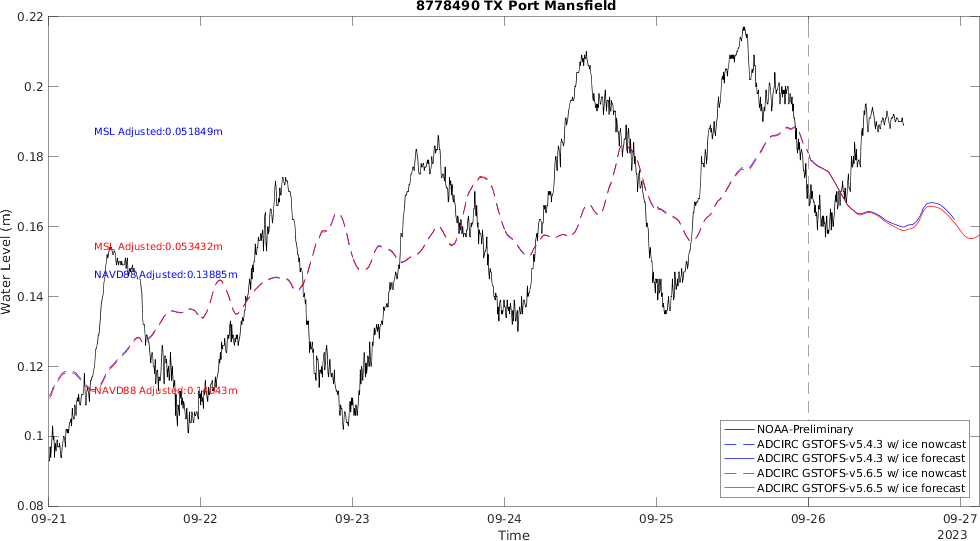 8778490 TX Port Mansfield
0.22
0.2
0.18
0.16
0.14
0.12
0.1
0.08
Water Level (m)
MSL Adjusted:0.051849m
MSL Adjusted:0.053432m
NAVD88 Adjusted:0.13885m
NAVD88 Adjusted:
NOAA-Preliminary
ADCIRC GSTOFS-v5.4.3 w/ ice nowcast
ADCIRC GSTOFS-v5.4.3 w/ ice forecast
ADCIRC GSTOFS-v5.6.5 w/ ice nowcast
ADCIRC GSTOFS-v5.6.5 w/ ice forecast
09-21 09-22 09-23 09-24 09-25 09-26 09-27
Time
2023